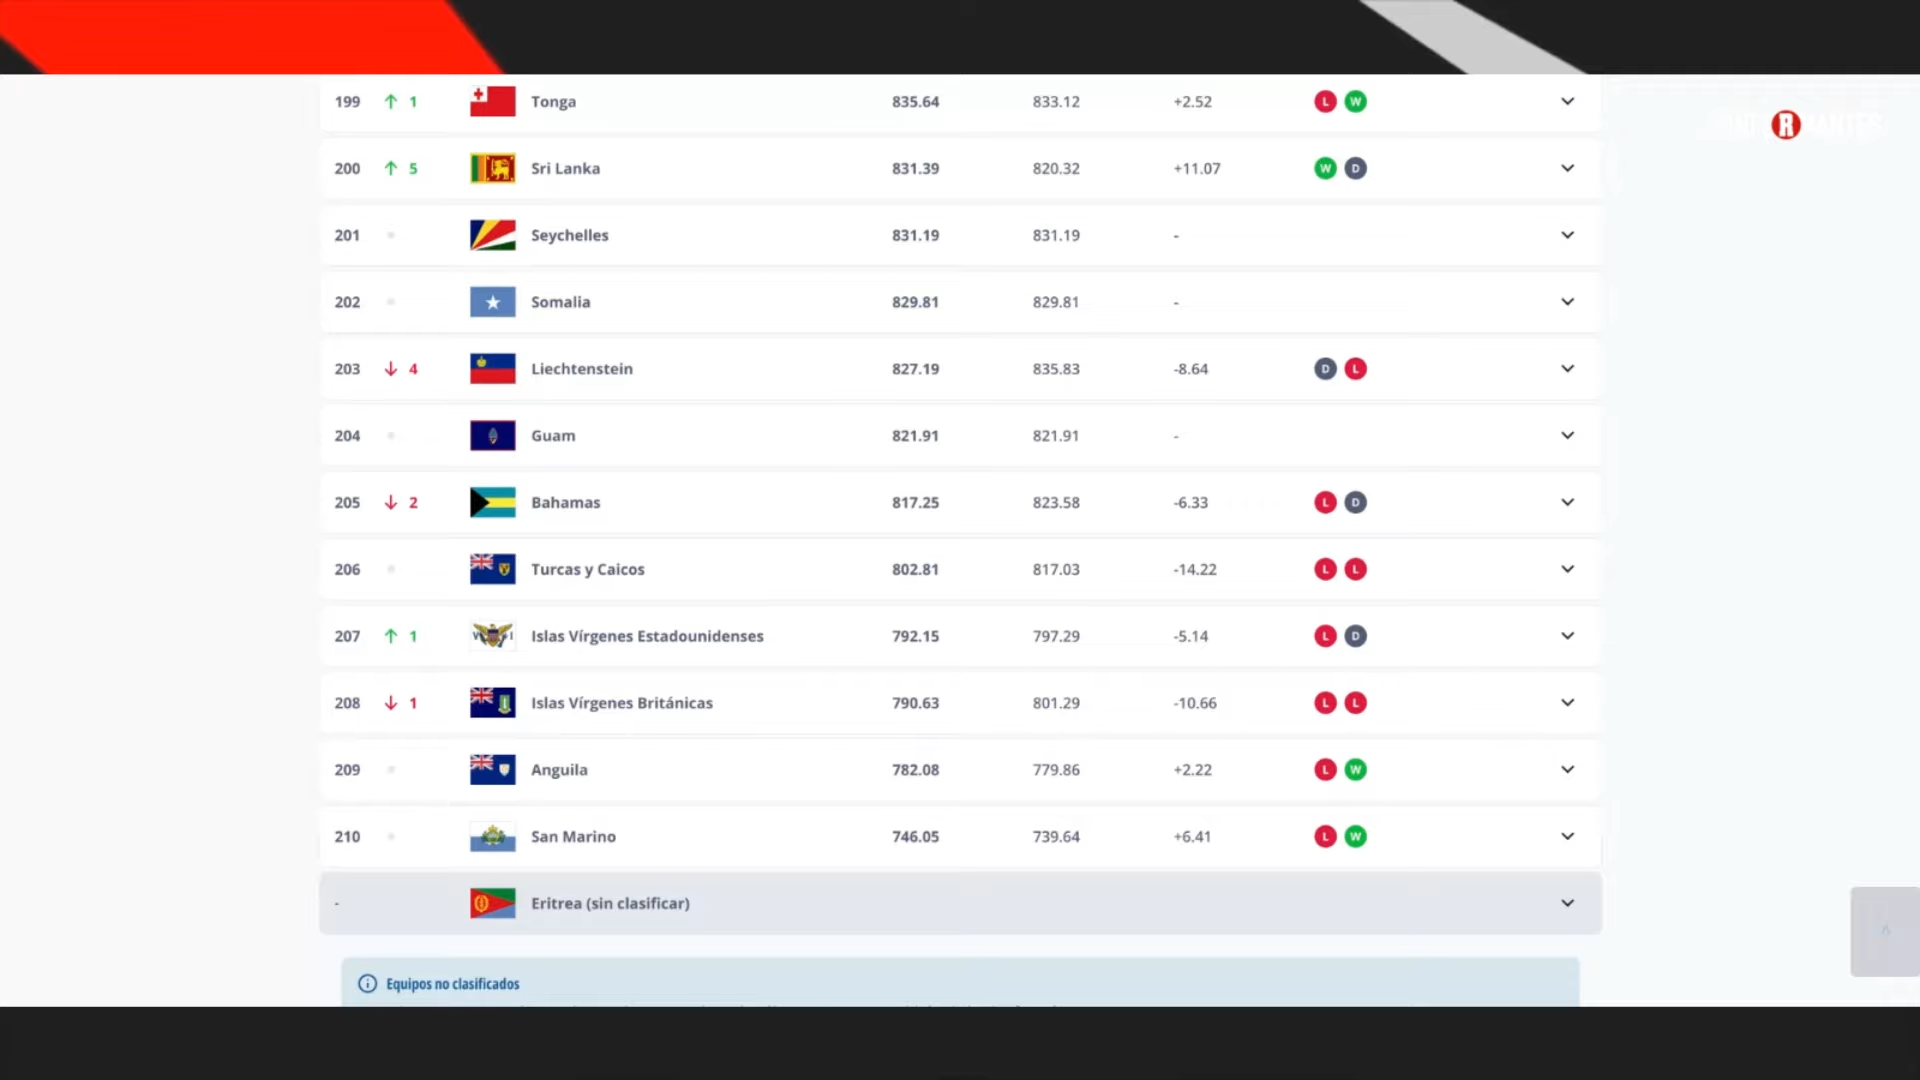 199 ↑ 1 Tonga 835.64 833.12 +2.52 L W
R
200 ↑ 5 Sri Lanka 831.39 820.32 +11.07 W D
201 Seychelles 831.19 831.19 -
202 Somalia 829.81 829.81 -
203 ↓ 4 Liechtenstein 827.19 835.83 -8.64 D L
204 Guam 821.91 821.91 -
205 ↓ 2 Bahamas 817.25 823.58 -6.33 L D
206 Turcas y Caicos 802.81 817.03 -14.22 L L
207 ↑ 1 V I Islas Vírgenes Estadounidenses 792.15 797.29 -5.14 L D
208 ↓ 1 Islas Vírgenes Británicas 790.63 801.29 -10.66 L L
209 Anguila 782.08 779.86 +2.22 L W
210 San Marino 746.05 739.64 +6.41 L W
- Eritrea (sin clasificar)
Equipos no clasificados